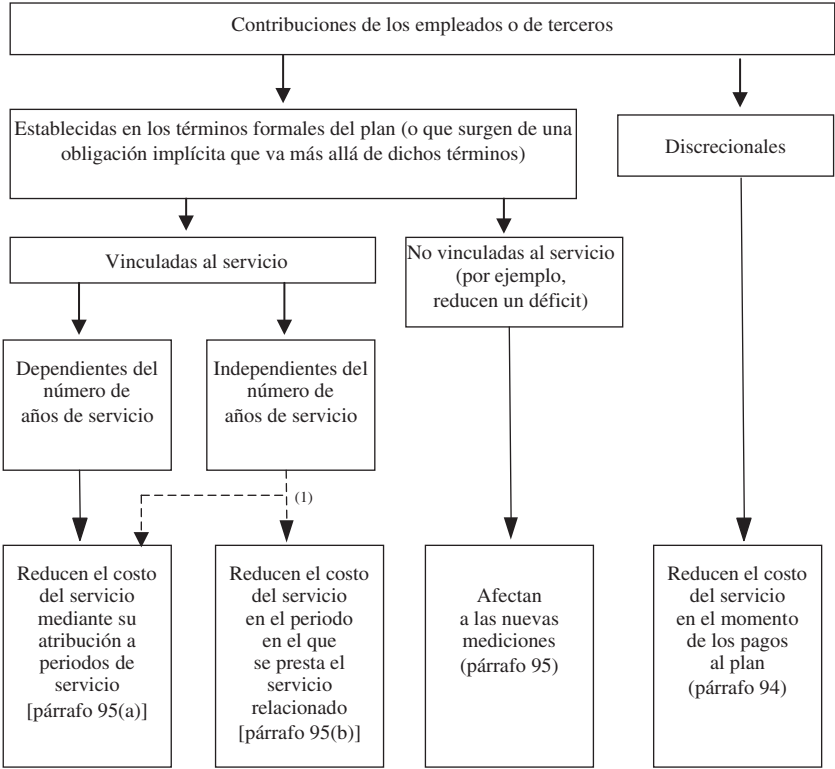 Contribuciones de los empleados o de terceros
Establecidas en los términos formales del plan (o que surgen de una
obligación implícita que va más allá de dichos términos)
Discrecionales
Vinculadas al servicio
No vinculadas al servicio
(por ejemplo,
reducen un déficit)
Dependientes del
número de
años de servicio
Independientes del
número de
años de servicio
(1)
Reducen el costo
del servicio
mediante su
atribución a
periodos de
servicio
[párrafo 95(a)]
Reducen el costo
del servicio
en el periodo
en el que
se presta el
servicio
relacionado
[párrafo 95(b)]
Afectan
a las nuevas
mediciones
(párrafo 95)
Reducen el costo
del servicio
en el momento
de los pagos
al plan
(párrafo 94)